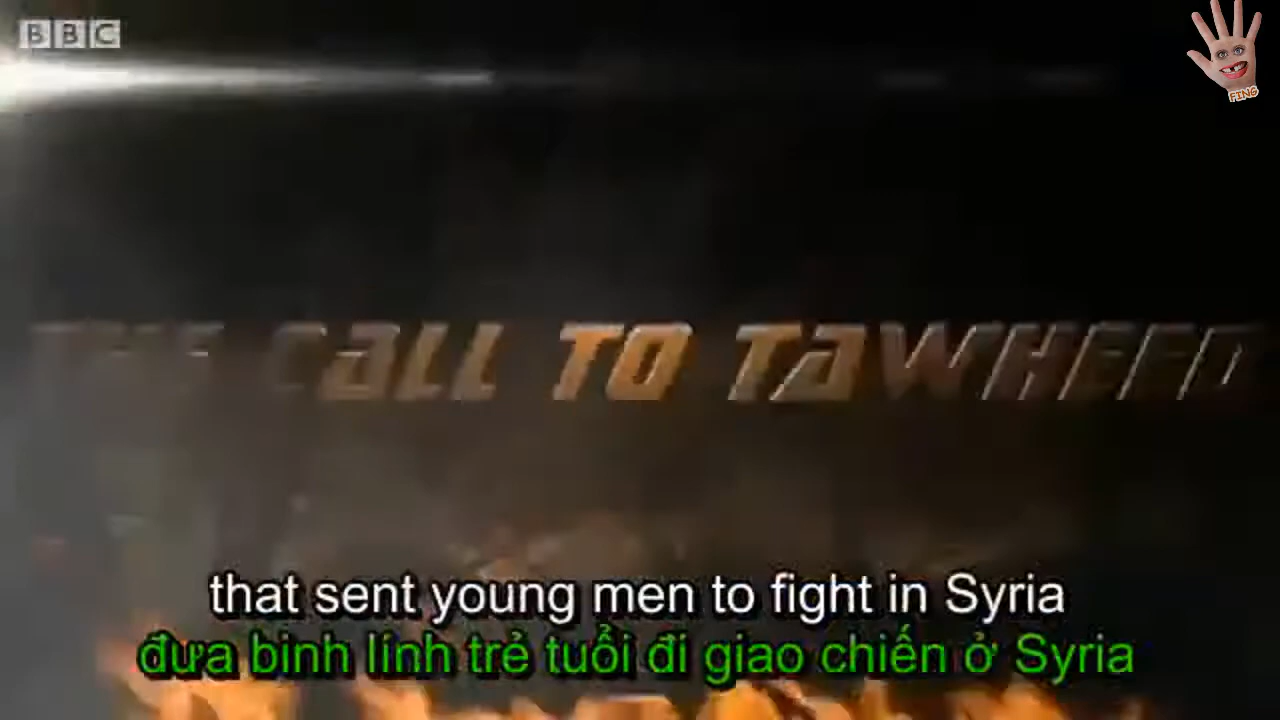 BBC
FING
THE CALL TO TAWHEED
that sent young men to fight in Syria
đưa binh lính trẻ tuổi đi giao chiến ở Syria